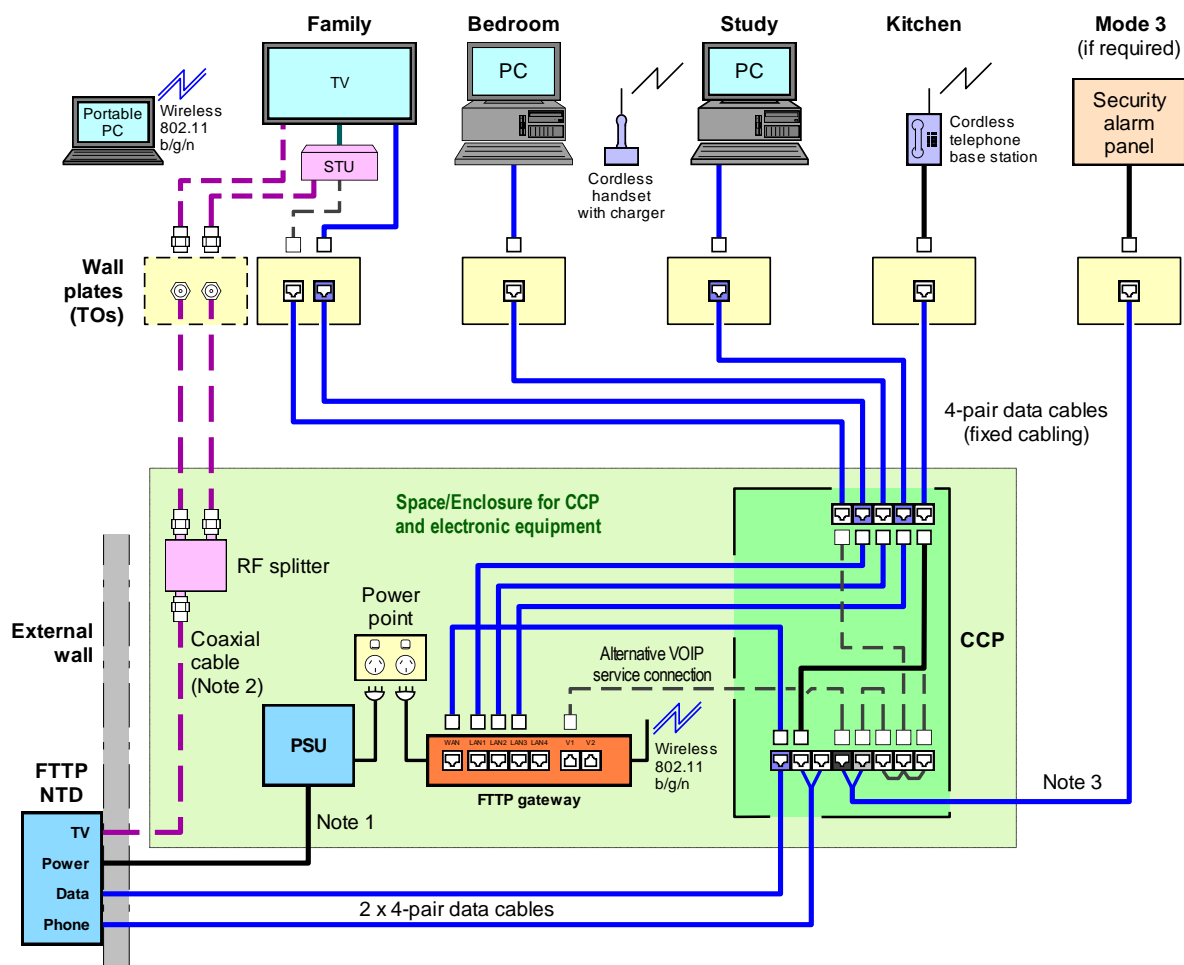 Family
Bedroom
Study
Kitchen
Mode 3
(if required)
TV
PC
PC
Portable
PC
Wireless
802.11
b/g/n
STU
Cordless
handset
with charger
Cordless
telephone
base station
Security
alarm
panel
Wall
plates
(TOs)
4-pair data cables
(fixed cabling)
Space/Enclosure for CCP
and electronic equipment
RF splitter
Power
point
External
wall
Coaxial
cable
(Note 2)
Alternative VOIP
service connection
CCP
PSU
WAN
LAN1
LAN2
LAN3
LAN4
V1
V2
Wireless
802.11
b/g/n
FTTP gateway
Note 1
Note 3
FTTP
NTD
TV
Power
Data
Phone
2 x 4-pair data cables